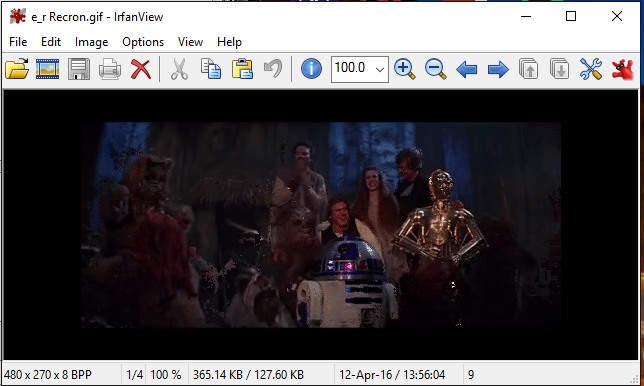 e_r Recron.gif - IrfanView
File Edit Image Options View Help
100.0
480 x 270 x 8 BPP 1/4 100 % 365.14 KB / 127.60 KB 12-Apr-16 / 13:56:04 9